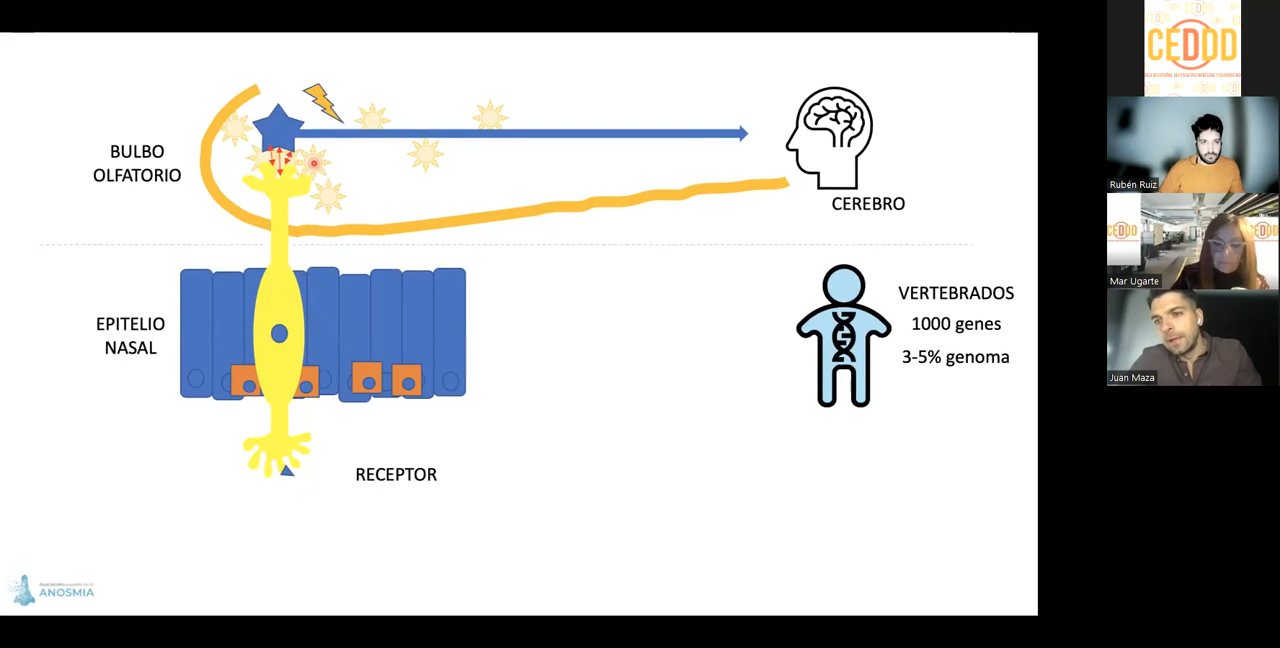 BULBO
OLFATORIO
CEREBRO
EPITELIO
NASAL
VERTEBRADOS
1000 genes
3-5% genoma
RECEPTOR
ANOSMIA
CEDDD
Rubén Ruiz
CEDDD
Mar Ugarte
Juan Maza